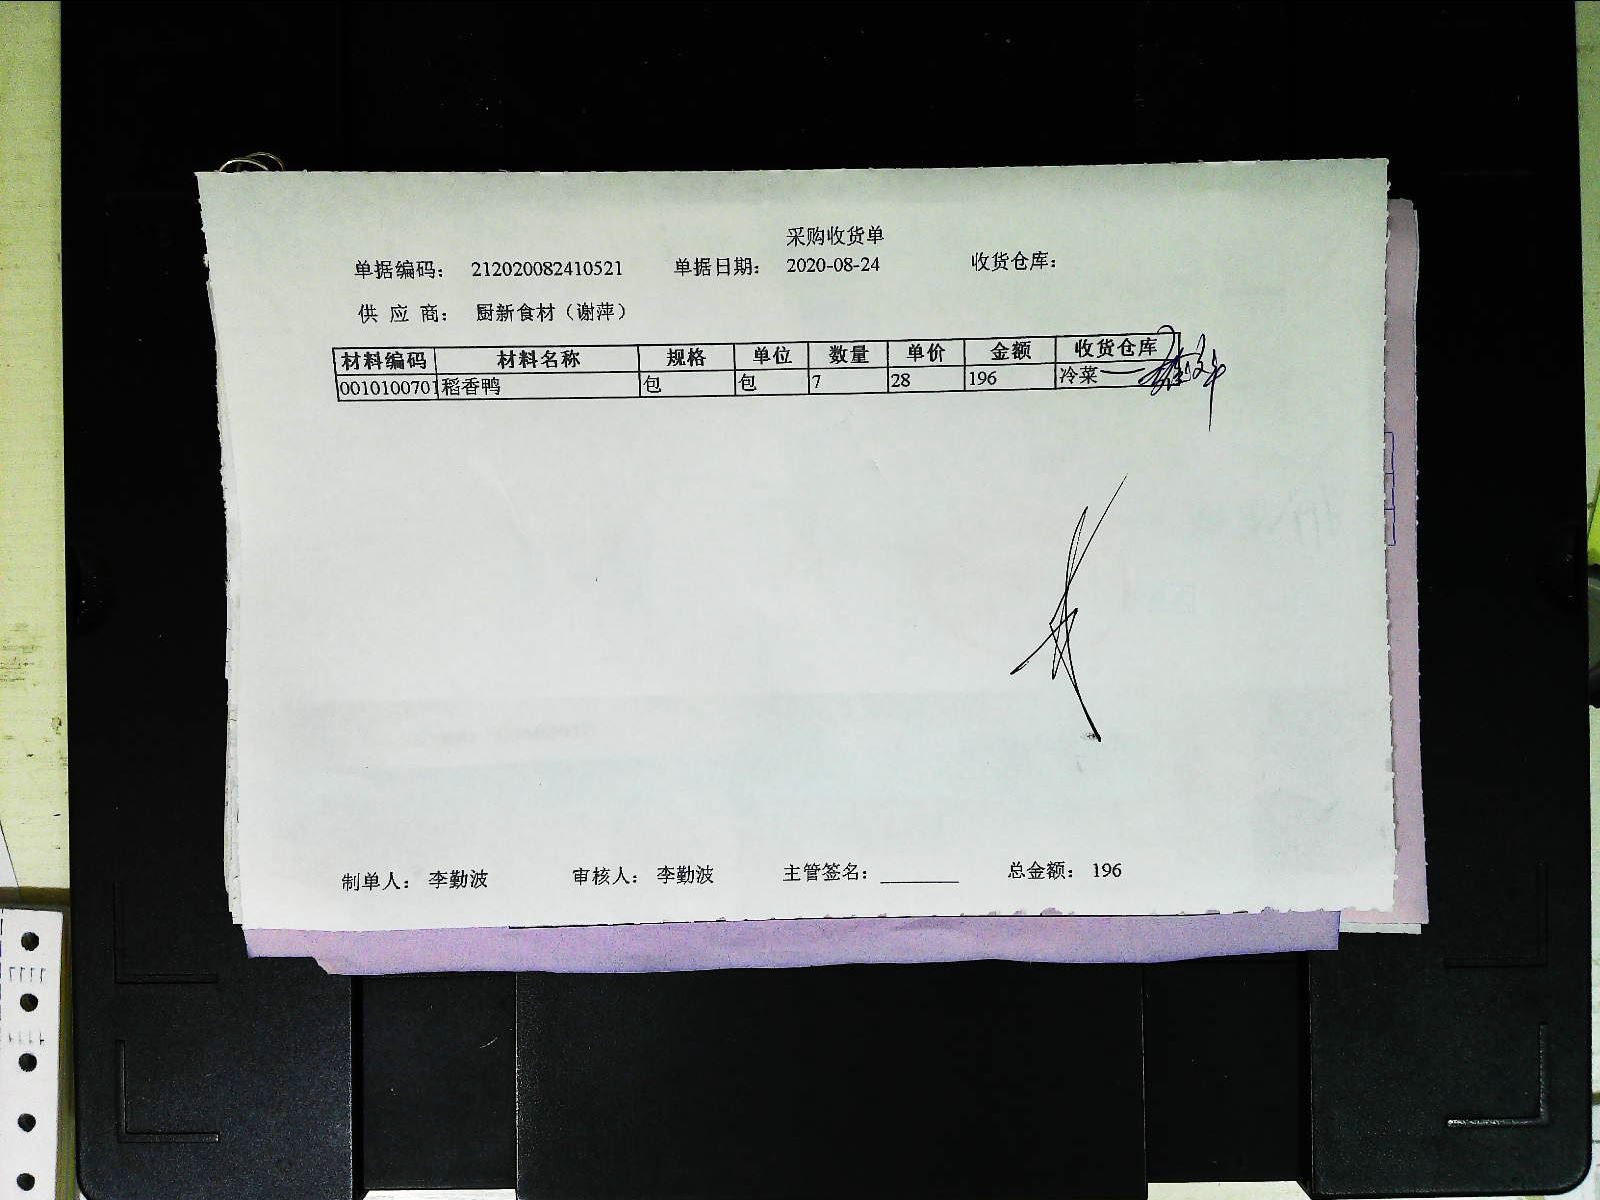 采购收货单
单据编码： 212020082410521 单据日期： 2020-08-24 收货仓库：
供 应 商： 厨新食材（谢萍）
材料编码 材料名称 规格 单位 数量 单价 金额 收货仓库
0010100701 稻香鸭 包 包 7 28 196 冷菜
制单人： 李勤波 审核人： 李勤波 主管签名： 总金额： 196